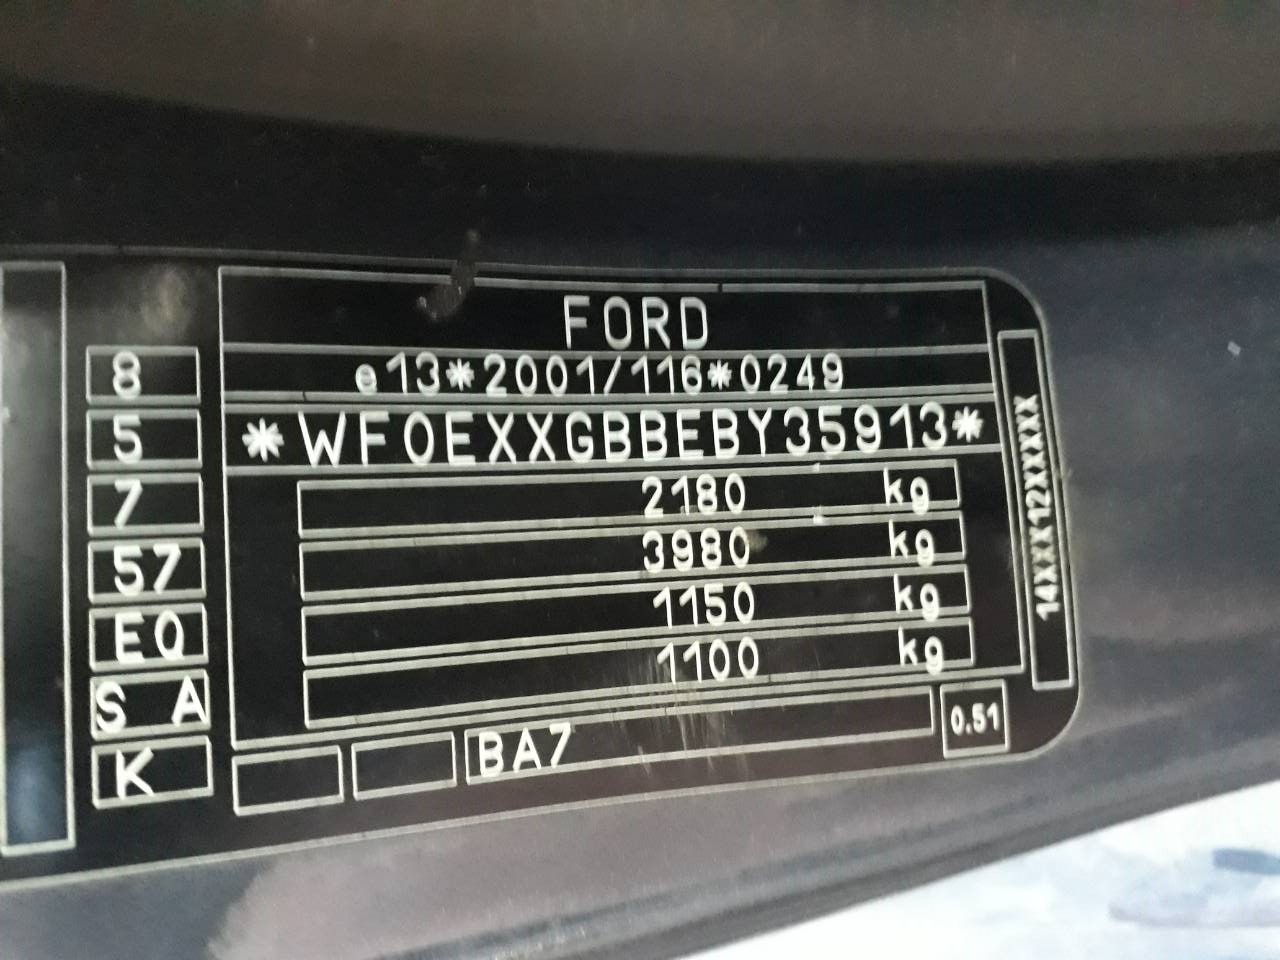 FORD
8 e13*2001/116*0249
5 *WF0EXXGBBEBY35913*
7 2180 kg
57 3980 kg
EQ 1150 kg
S A 1100 kg
K BA7 0.51
14XXX12XXXXX